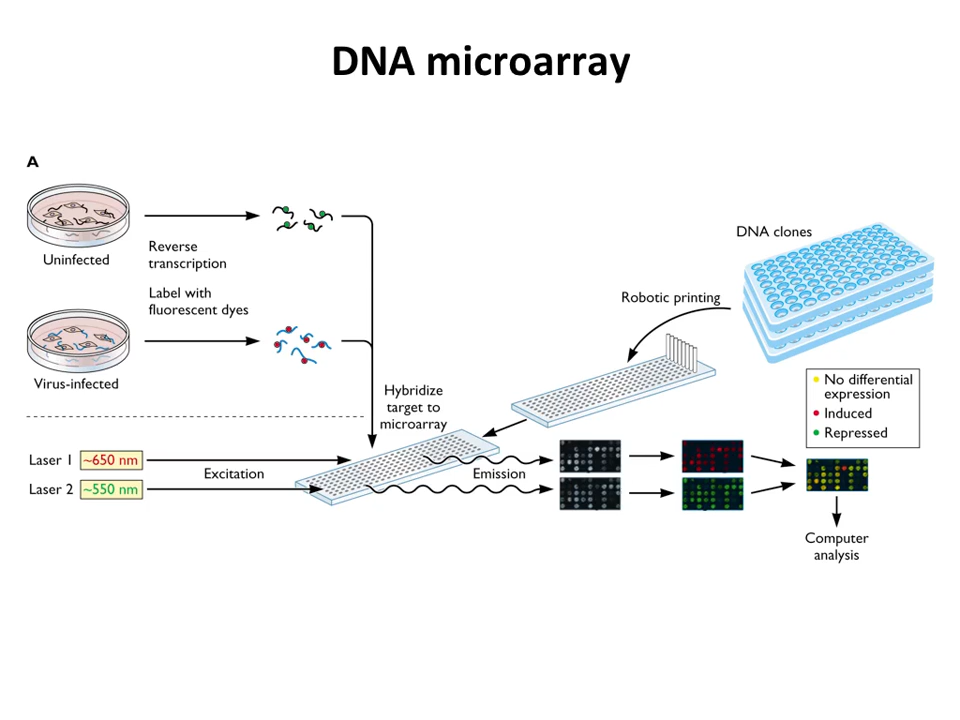 DNA microarray
A
Uninfected
Reverse
transcription
Label with
fluorescent dyes
Virus-infected
DNA clones
Robotic printing
Hybridize
target to
microarray
No differential
expression
Induced
Repressed
Laser 1 ~650 nm
Laser 2 ~550 nm
Excitation
Emission
Computer
analysis